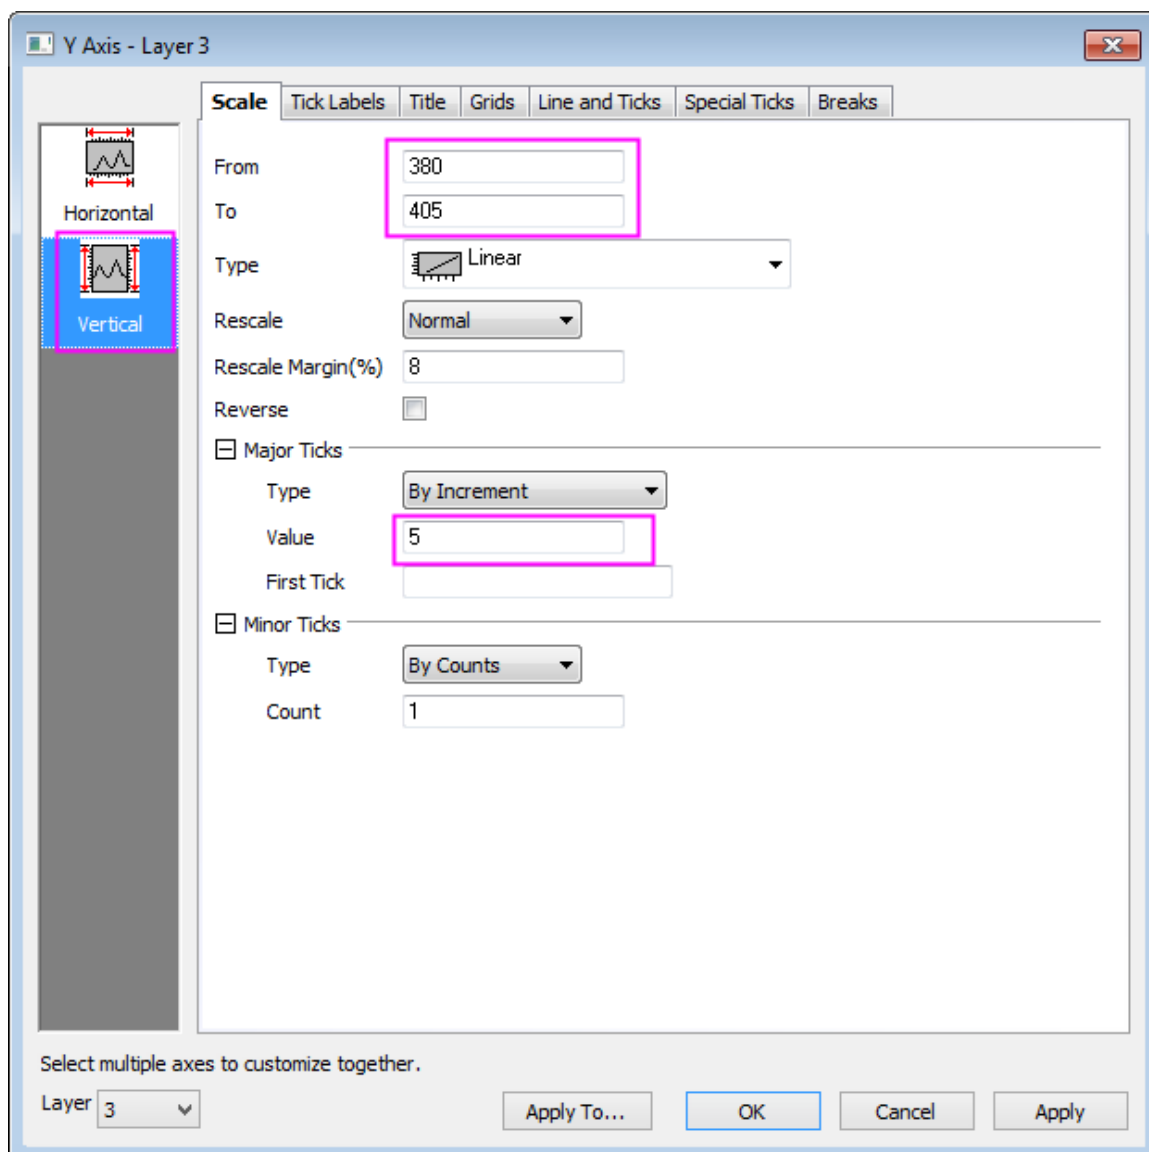 Y Axis - Layer 3
Scale Tick Labels Title Grids Line and Ticks Special Ticks Breaks
Horizontal
Vertical
From 380
To 405
Type Linear
Rescale Normal
Rescale Margin(%) 8
Reverse
Major Ticks
Type By Increment
Value 5
First Tick
Minor Ticks
Type By Counts
Count 1
Select multiple axes to customize together.
Layer 3 Apply To... OK Cancel Apply